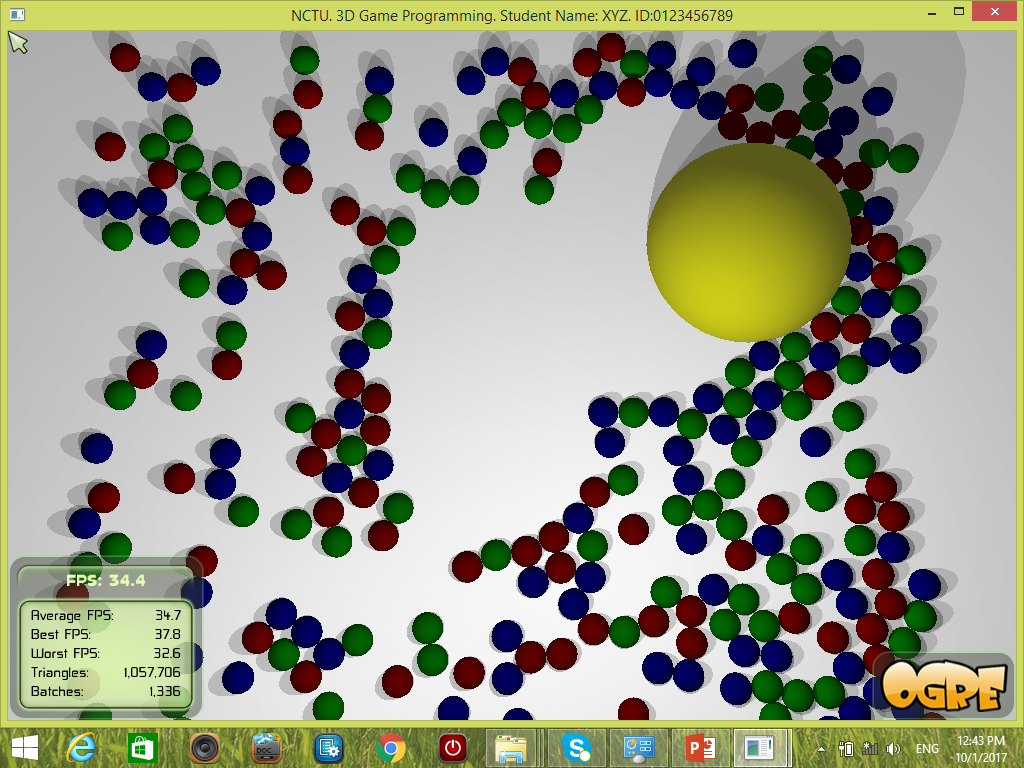 NCTU. 3D Game Programming. Student Name: XYZ. ID:0123456789
FPS: 34.4
Average FPS: 34.7
Best FPS: 37.8
Worst FPS: 32.6
Triangles: 1,057,706
Batches: 1,336
OGRE
DOC
S
P
ENG
12:43 PM
10/1/2017